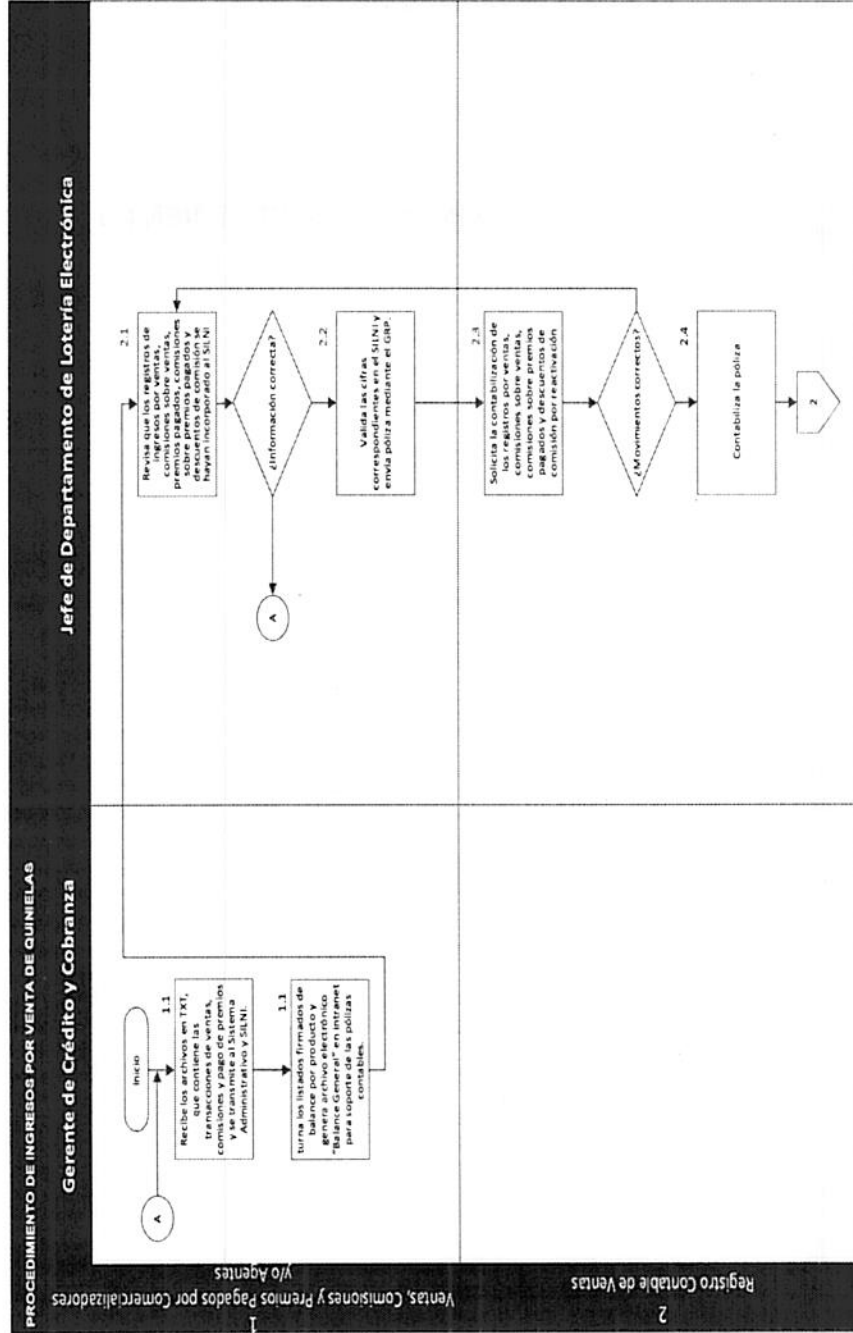 PROCEDIMIENTO DE INGRESOS POR VENTA DE QUINIELAS
Gerente de Crédito y Cobranza
Jefe de Departamento de Lotería Electrónica
Ventas, Comisiones y Premios Pagados por Comercializadores
y/o Agentes
1
Inicio
A
1.1
Recibe los archivos en TXT,
que contiene las
transacciones de ventas,
comisiones y pago de premios
y se transmite al Sistema
Administrativo y SILNI.
1.1
turna los listados firmados de
balance por producto y
genera archivo electrónico
"Balance General" en Intranet
para soporte de las pólizas
contables.
2.1
Revisa que los registros de
ingresos por ventas,
comisiones sobre ventas,
premios pagados, comisiones
sobre premios pagados y
descuentos de comisión se
hayan incorporado al SILNI
¿Información correcta?
A
2.2
Valida las cifras
correspondientes en el SILNI y
envía póliza mediante el GRP.
Registro Contable de Ventas
2
2.3
Solicita la contabilización de
los registros por ventas,
comisiones sobre ventas,
comisiones sobre premios
pagados y descuentos de
comisión por reactivación
¿Movimientos correctos?
2.4
Contabiliza la póliza
2